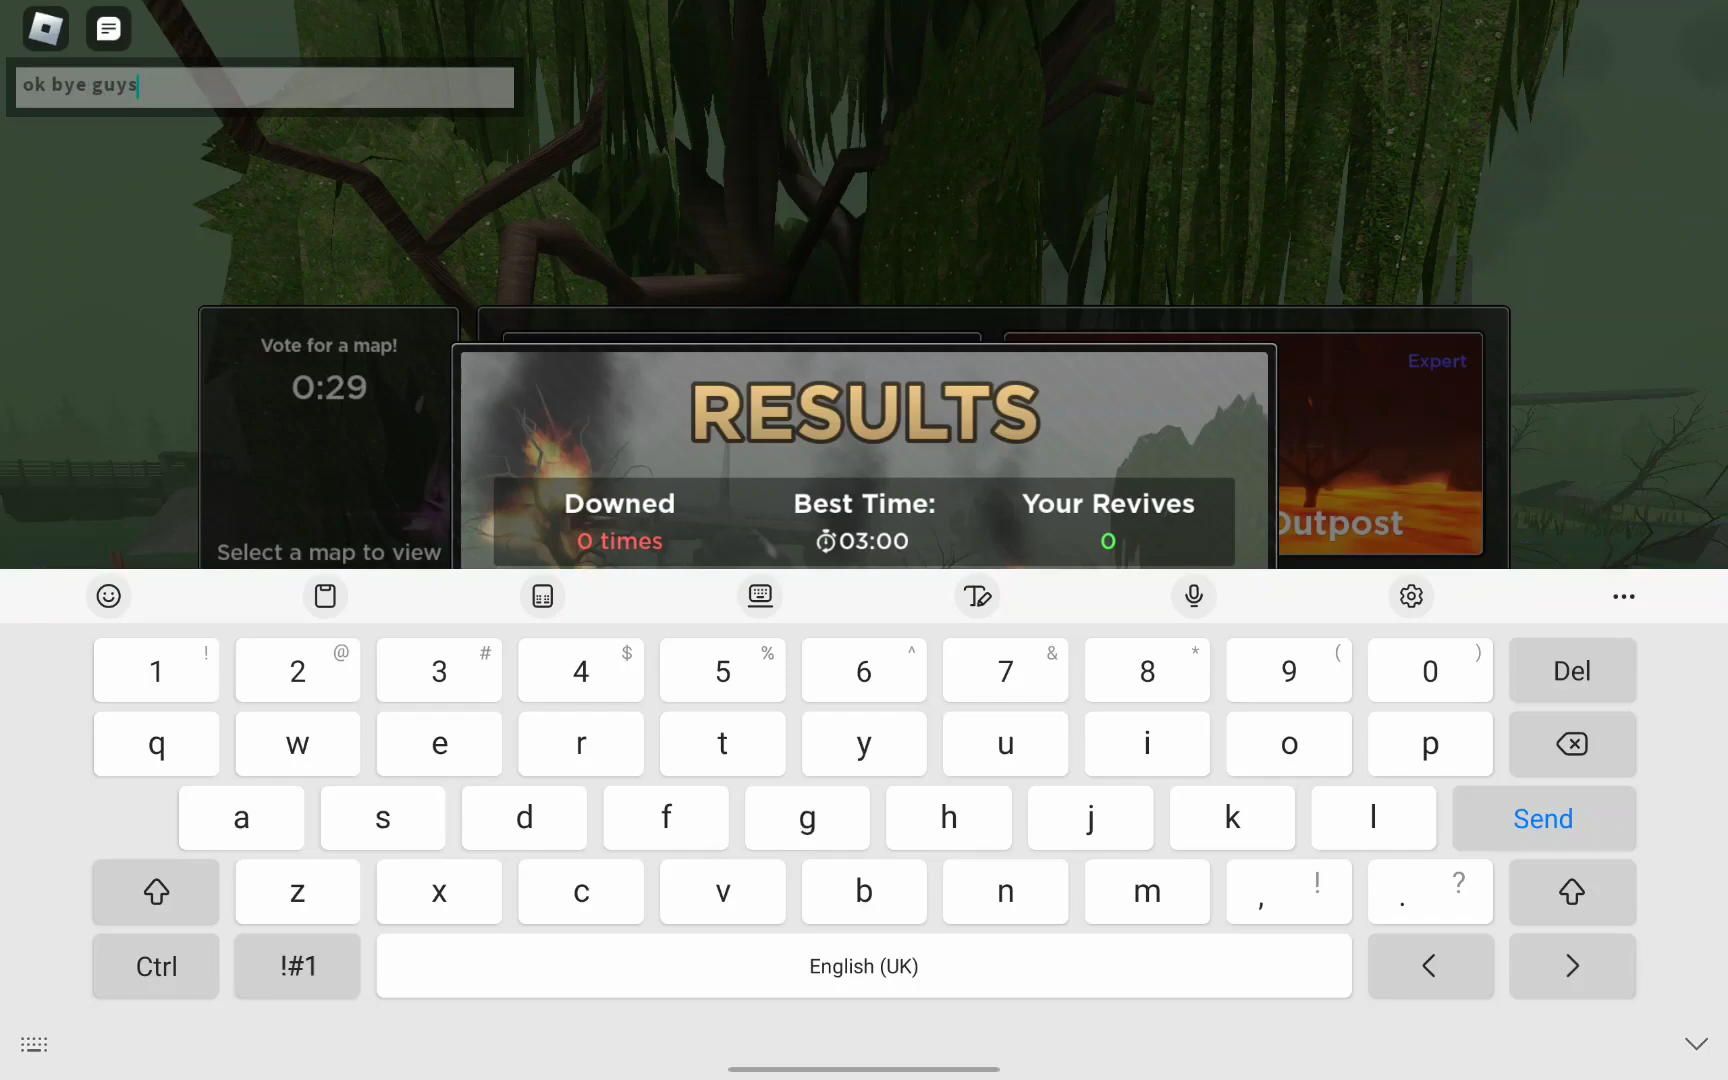 ok bye guys
Vote for a map!
0:29
Select a map to view
RESULTS
Downed
0 times
Best Time:
03:00
Your Revives
0
Expert
Outpost
1 ! 2 @ 3 # 4 $ 5 % 6 ^ 7 & 8 * 9 ( 0 ) Del
q w e r t y u i o p
a s d f g h j k l Send
z x c v b n m , ! . ?
Ctrl !#1 English (UK) < >